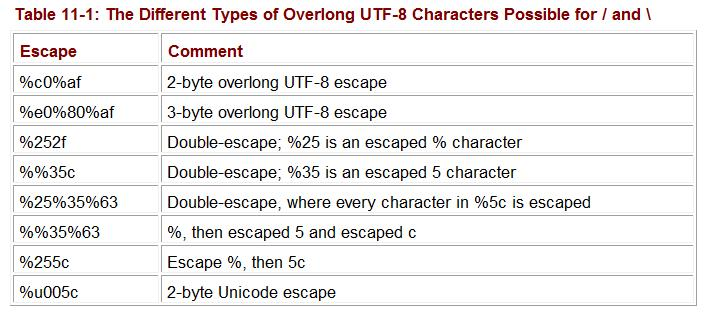 Table 11-1: The Different Types of Overlong UTF-8 Characters Possible for / and \
Escape Comment
%c0%af 2-byte overlong UTF-8 escape
%e0%80%af 3-byte overlong UTF-8 escape
%252f Double-escape; %25 is an escaped % character
%%35c Double-escape; %35 is an escaped 5 character
%25%35%63 Double-escape, where every character in %5c is escaped
%%35%63 %, then escaped 5 and escaped c
%255c Escape %, then 5c
%u005c 2-byte Unicode escape